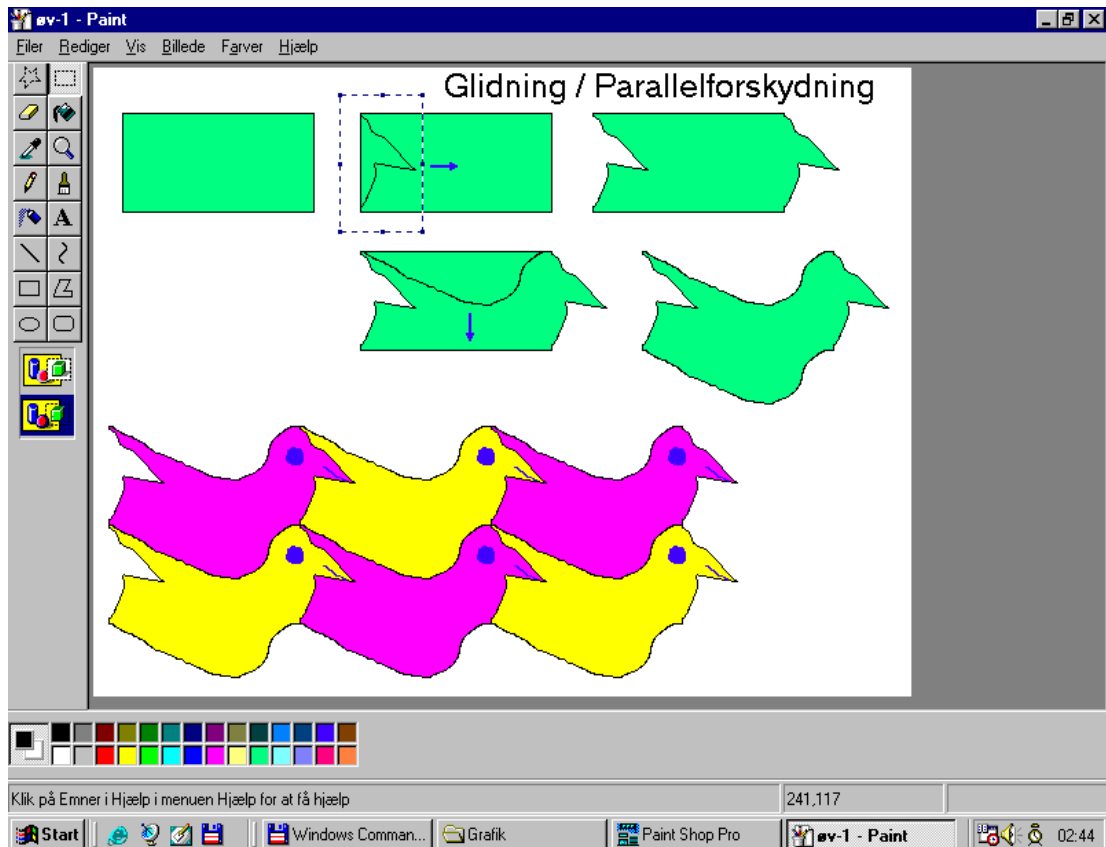 øv-1 - Paint
Filer Rediger Vis Billede Farver Hjælp
Glidning / Parallelforskydning
A
Klik på Emner i Hjælp i menuen Hjælp for at få hjælp
241,117
Start Windows Comman... Grafik Paint Shop Pro øv-1 - Paint 02:44